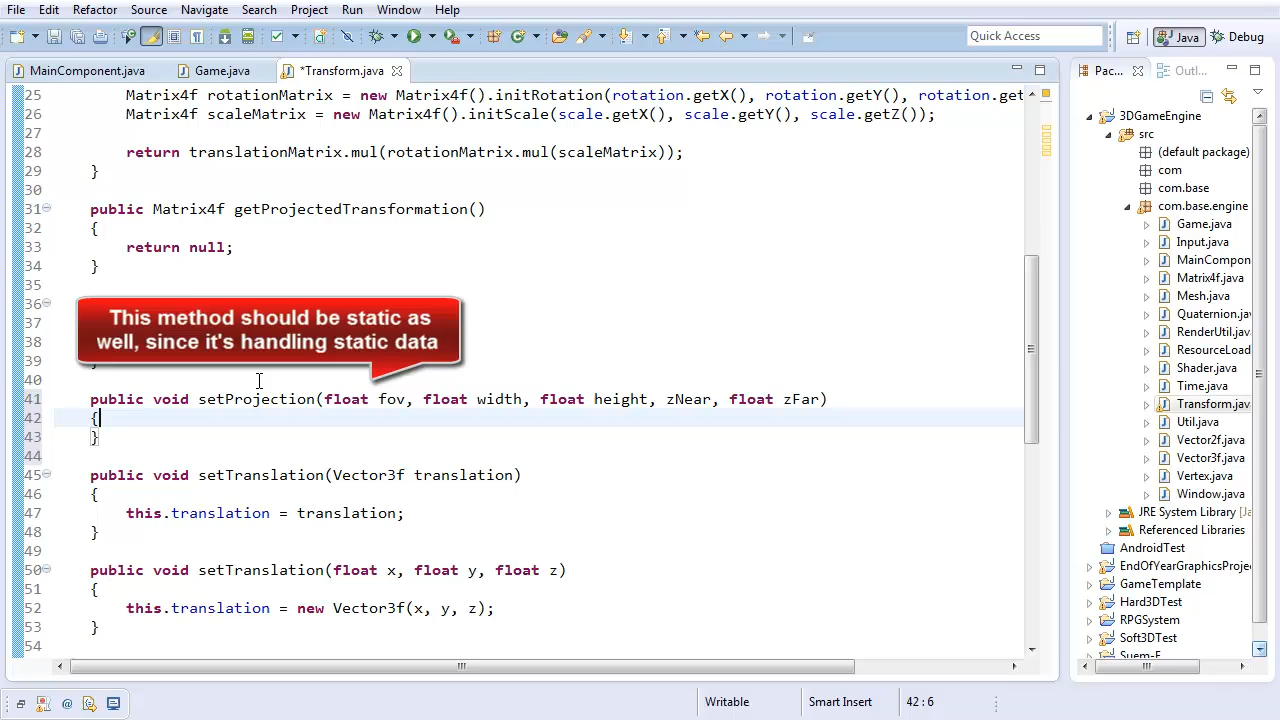 File Edit Refactor Source Navigate Search Project Run Window Help
Quick Access
Java
Debug
MainComponent.java
Game.java
*Transform.java
Pac...
Outl...
25 Matrix4f rotationMatrix = new Matrix4f().initRotation(rotation.getX(), rotation.getY(), rotation.get
26 Matrix4f scaleMatrix = new Matrix4f().initScale(scale.getX(), scale.getY(), scale.getZ());
27
28 return translationMatrix.mul(rotationMatrix.mul(scaleMatrix));
29 }
30
31 public Matrix4f getProjectedTransformation()
32 {
33 return null;
34 }
35
36
37
38
39 }
40
This method should be static as
well, since it's handling static data
41 public void setProjection(float fov, float width, float height, zNear, float zFar)
42 {
43 }
44
45 public void setTranslation(Vector3f translation)
46 {
47 this.translation = translation;
48 }
49
50 public void setTranslation(float x, float y, float z)
51 {
52 this.translation = new Vector3f(x, y, z);
53 }
54
3DGameEngine
src
(default package)
com
com.base
com.base.engine
Game.java
Input.java
MainCompon
Matrix4f.java
Mesh.java
Quaternion.jav
RenderUtil.jav
ResourceLoad
Shader.java
Time.java
Transform.jav
Util.java
Vector2f.java
Vector3f.java
Vertex.java
Window.java
JRE System Library [Ja
Referenced Libraries
AndroidTest
EndOfYearGraphicsProje
GameTemplate
Hard3DTest
RPGSystem
Soft3DTest
Suem-F
Writable
Smart Insert
42 : 6